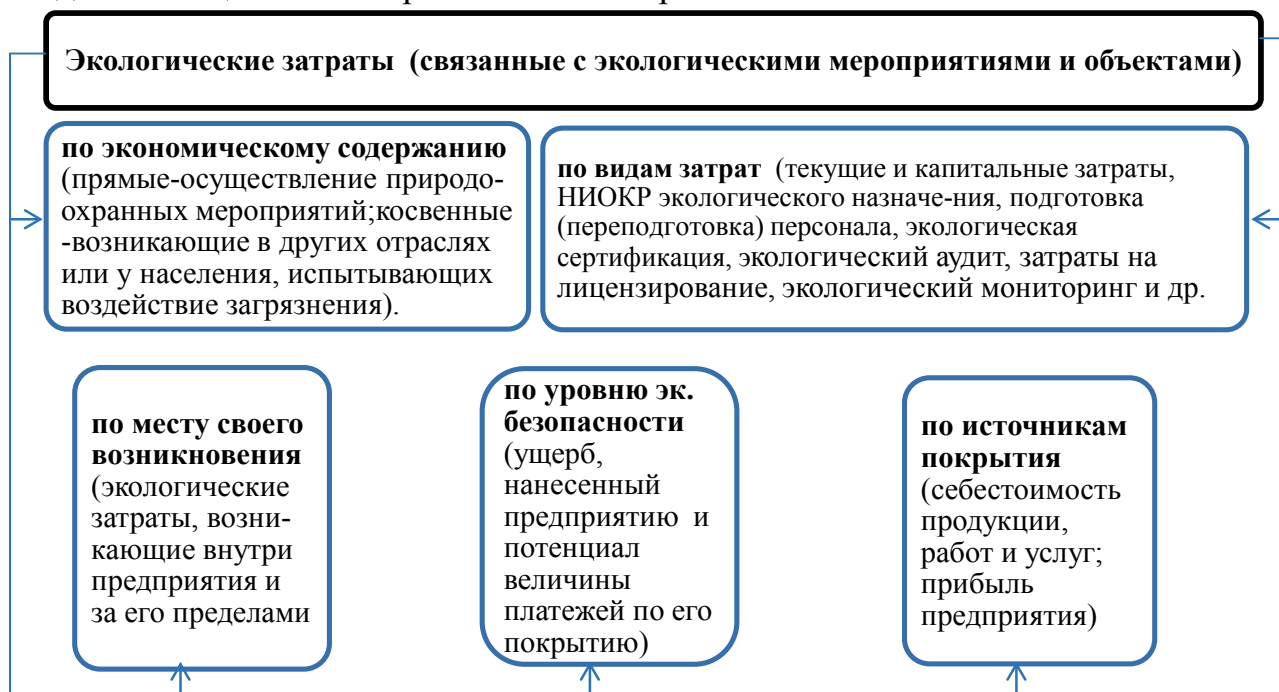 Экологические затраты (связанные с экологическими мероприятиями и объектами)
по экономическому содержанию
(прямые-осуществление природо-
охранных мероприятий;косвенные
-возникающие в других отраслях
или у населения, испытывающих
воздействие загрязнения).
по видам затрат (текущие и капитальные затраты,
НИОКР экологического назначе-ния, подготовка
(переподготовка) персонала, экологическая
сертификация, экологический аудит, затраты на
лицензирование, экологический мониторинг и др.
по месту своего
возникновения
(экологические
затраты, возни-
кающие внутри
предприятия и
за его пределами
по уровню эк.
безопасности
(ущерб,
нанесенный
предприятию и
потенциал
величины
платежей по его
покрытию)
по источникам
покрытия
(себестоимость
продукции,
работ и услуг;
прибыль
предприятия)